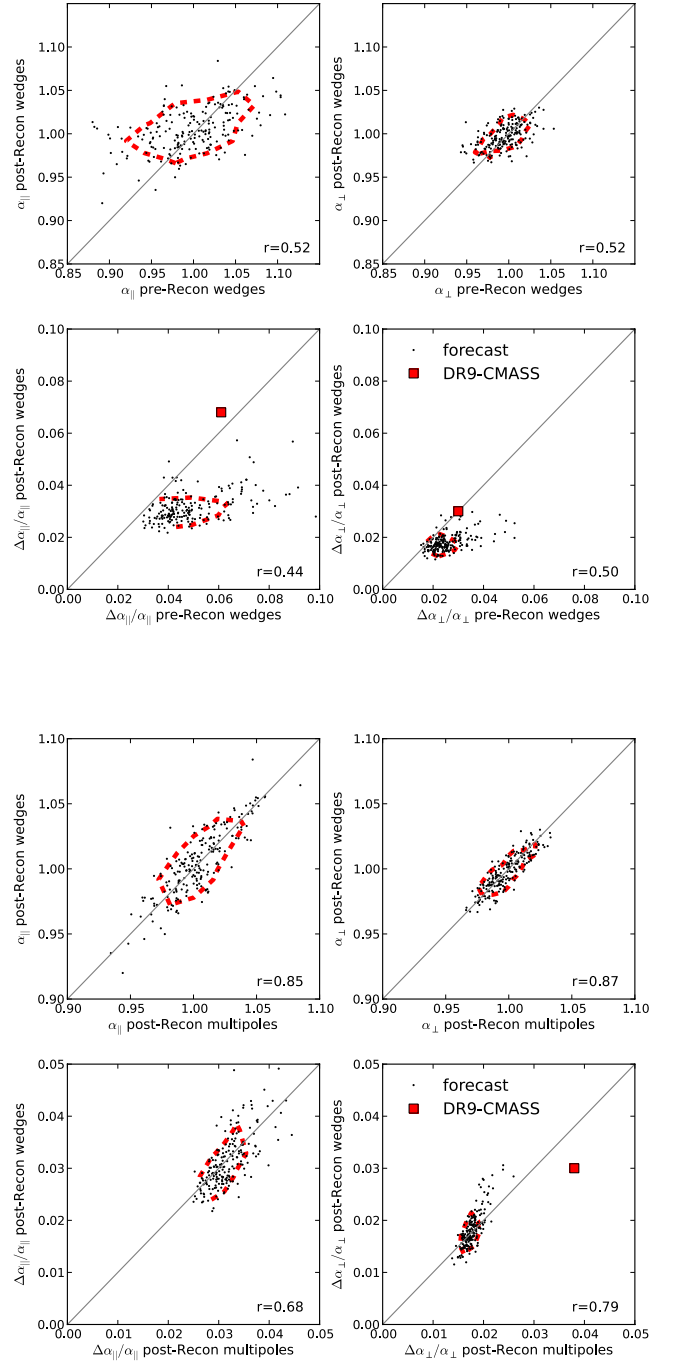 1.10
1.05
1.00
0.95
0.90
0.85
α∥ post-Recon wedges
r=0.52
0.85 0.90 0.95 1.00 1.05 1.10
α∥ pre-Recon wedges
1.10
1.05
1.00
0.95
0.90
0.85
α⊥ post-Recon wedges
r=0.52
0.85 0.90 0.95 1.00 1.05 1.10
α⊥ pre-Recon wedges
0.10
0.08
0.06
0.04
0.02
0.00
Δα∥/α∥ post-Recon wedges
r=0.44
0.00 0.02 0.04 0.06 0.08 0.10
Δα∥/α∥ pre-Recon wedges
0.10
0.08
0.06
0.04
0.02
0.00
Δα⊥/α⊥ post-Recon wedges
forecast
DR9-CMASS
r=0.50
0.00 0.02 0.04 0.06 0.08 0.10
Δα⊥/α⊥ pre-Recon wedges
1.10
1.05
1.00
0.95
0.90
α∥ post-Recon wedges
r=0.85
0.90 0.95 1.00 1.05 1.10
α∥ post-Recon multipoles
1.10
1.05
1.00
0.95
0.90
α⊥ post-Recon wedges
r=0.87
0.90 0.95 1.00 1.05 1.10
α⊥ post-Recon multipoles
0.05
0.04
0.03
0.02
0.01
0.00
Δα∥/α∥ post-Recon wedges
r=0.68
0.00 0.01 0.02 0.03 0.04 0.05
Δα∥/α∥ post-Recon multipoles
0.05
0.04
0.03
0.02
0.01
0.00
Δα⊥/α⊥ post-Recon wedges
forecast
DR9-CMASS
r=0.79
0.00 0.01 0.02 0.03 0.04 0.05
Δα⊥/α⊥ post-Recon multipoles